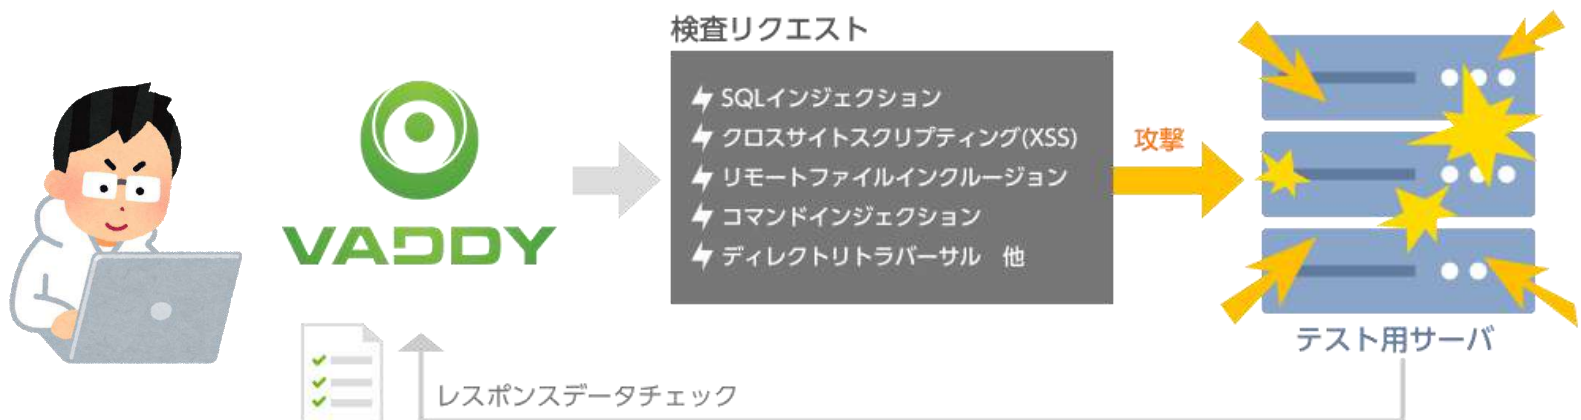 検査リクエスト
SQLインジェクション
クロスサイトスクリプティング(XSS)
リモートファイルインクルージョン
コマンドインジェクション
ディレクトリトラバーサル　他
攻撃
VADDY
テスト用サーバ
レスポンスデータチェック